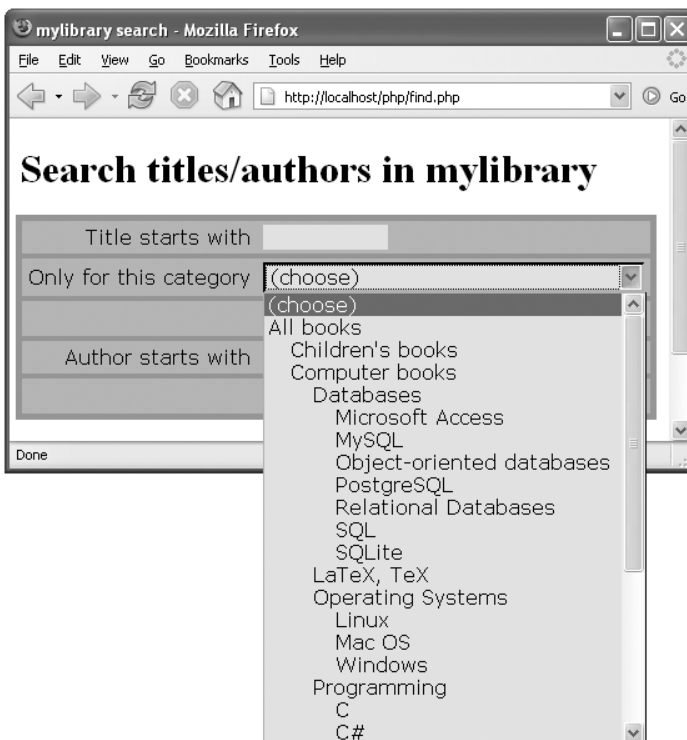 mylibrary search - Mozilla Firefox
File Edit View Go Bookmarks Tools Help
http://localhost/php/find.php Go
Search titles/authors in mylibrary
Title starts with
Only for this category (choose)
(choose)
All books
Children's books
Computer books
Author starts with
Databases
Microsoft Access
MySQL
Object-oriented databases
PostgreSQL
Relational Databases
SQL
SQLite
LaTeX, TeX
Operating Systems
Linux
Mac OS
Windows
Programming
C
C#
Done